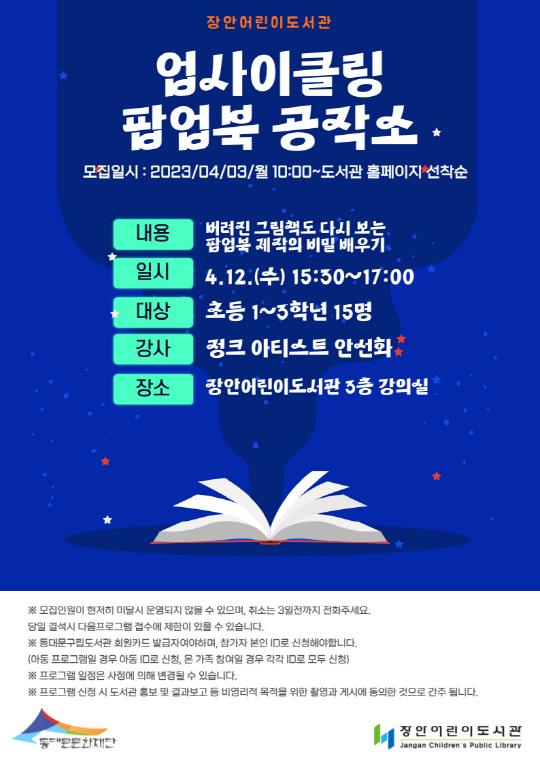 장안어린이도서관
업사이클링
팝업북 공작소
모집일시 : 2023/04/03/월 10:00~도서관 홈페이지 선착순
내용
버려진 그림책도 다시 보는
팝업북 제작의 비밀 배우기
일시
4.12.(수) 15:30~17:00
대상
초등 1~3학년 15명
강사
정크 아티스트 안선화
장소
장안어린이도서관 3층 강의실
※ 모집인원이 현저히 미달시 운영되지 않을 수 있으며, 취소는 3일전까지 전화주세요.
당일 결석시 다음프로그램 접수에 제한이 있을 수 있습니다.
※ 동대문구립도서관 회원카드 발급자여야하며, 참가자 본인 ID로 신청해야합니다.
(아동 프로그램일 경우 아동 ID로 신청, 온 가족 참여일 경우 각각 ID로 모두 신청)
※ 프로그램 일정은 사정에 의해 변경될 수 있습니다.
※ 프로그램 신청 시 도서관 홍보 및 결과보고 등 비영리적 목적을 위한 촬영과 게시에 동의한 것으로 간주 됩니다.
동대문문화재단
장안어린이도서관
Jangan Children's Public Library